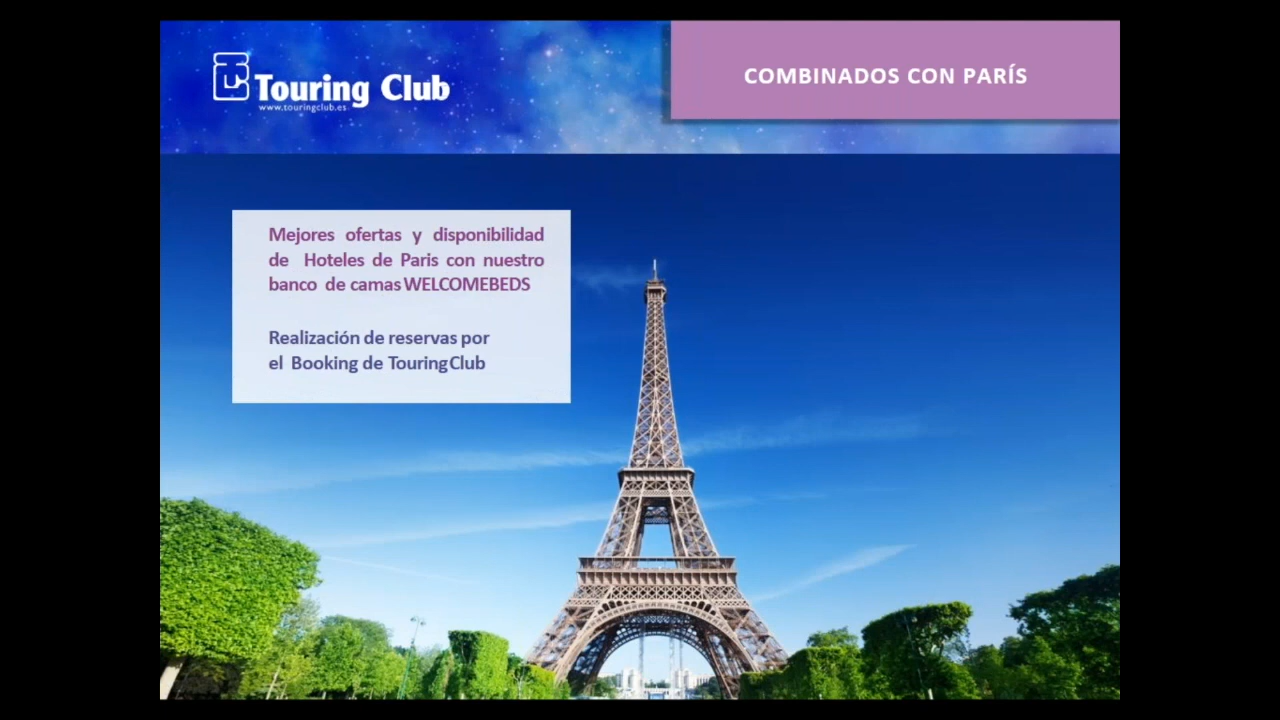 Touring Club
www.touringclub.es
COMBINADOS CON PARÍS
Mejores ofertas y disponibilidad
de Hoteles de Paris con nuestro
banco de camas WELCOMEBEDS
Realización de reservas por
el Booking de TouringClub